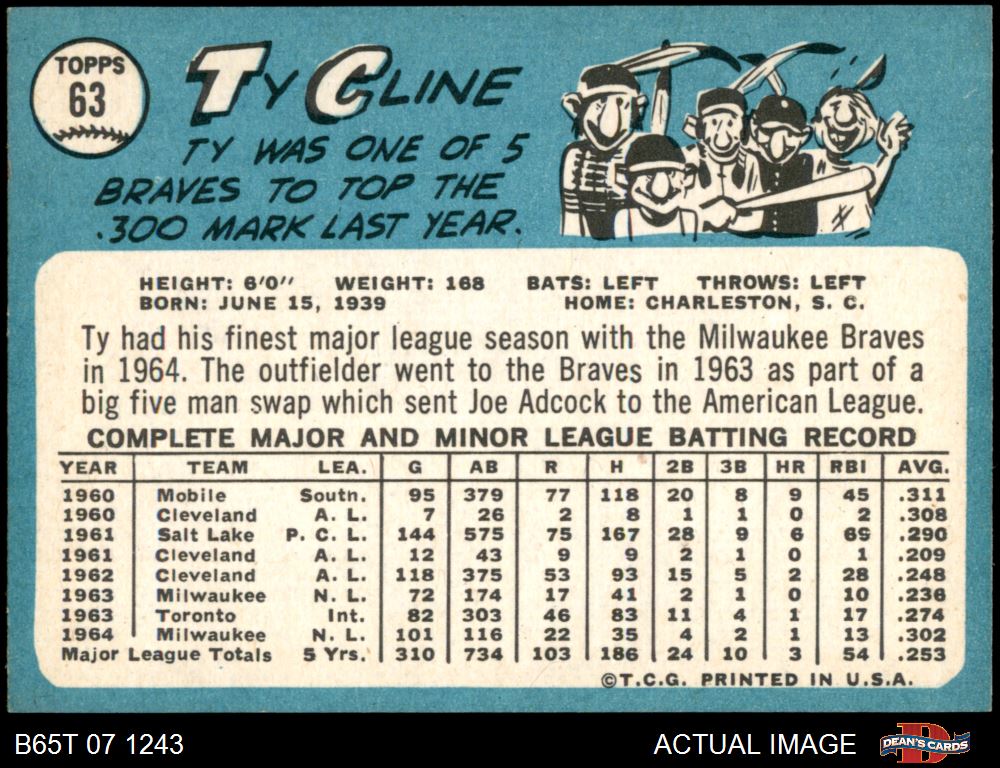 TOPPS
63
TY CLINE
TY WAS ONE OF 5
BRAVES TO TOP THE
.300 MARK LAST YEAR.
HEIGHT: 6'0" WEIGHT: 168 BATS: LEFT THROWS: LEFT
BORN: JUNE 15, 1939 HOME: CHARLESTON, S. C.
Ty had his finest major league season with the Milwaukee Braves
in 1964. The outfielder went to the Braves in 1963 as part of a
big five man swap which sent Joe Adcock to the American League.
COMPLETE MAJOR AND MINOR LEAGUE BATTING RECORD
YEAR TEAM LEA. G AB R H 2B 3B HR RBI AVG.
1960 Mobile Soutn. 95 379 77 118 20 8 9 45 .311
1960 Cleveland A. L. 7 26 2 8 1 1 0 2 .308
1961 Salt Lake P. C. L. 144 575 75 167 28 9 6 69 .290
1961 Cleveland A. L. 12 43 9 9 2 1 0 1 .209
1962 Cleveland A. L. 118 375 53 93 15 5 2 28 .248
1963 Milwaukee N. L. 72 174 17 41 2 1 0 10 .236
1963 Toronto Int. 82 303 46 83 11 4 1 17 .274
1964 Milwaukee N. L. 101 116 22 35 4 2 1 13 .302
Major League Totals 5 Yrs. 310 734 103 186 24 10 3 54 .253
©T.C.G. PRINTED IN U.S.A.
B65T 07 1243 ACTUAL IMAGE DEAN'S CARDS